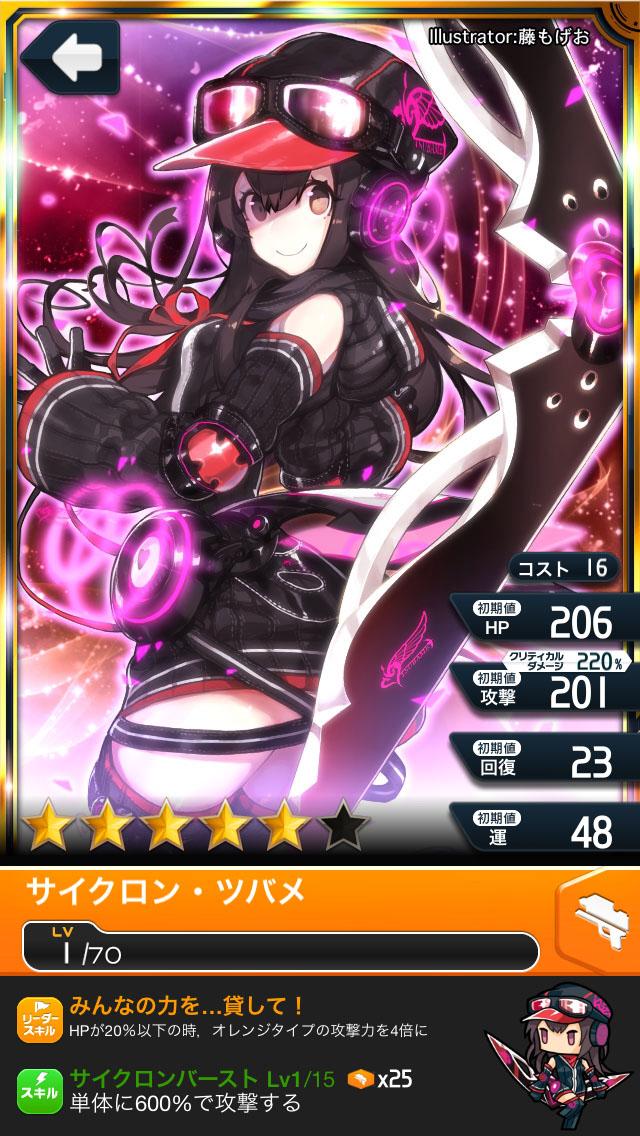 Illustrator:藤もげお
TSUBAME
コスト 16
初期値
HP 206
クリティカル
ダメージ 220%
初期値
攻撃 201
初期値
回復 23
初期値
運 48
TSUBAME
サイクロン・ツバメ
LV
1/70
リーダー
スキル
みんなの力を…貸して！
HPが20%以下の時，オレンジタイプの攻撃力を4倍に
スキル
サイクロンバースト Lv1/15 x25
単体に600%で攻撃する